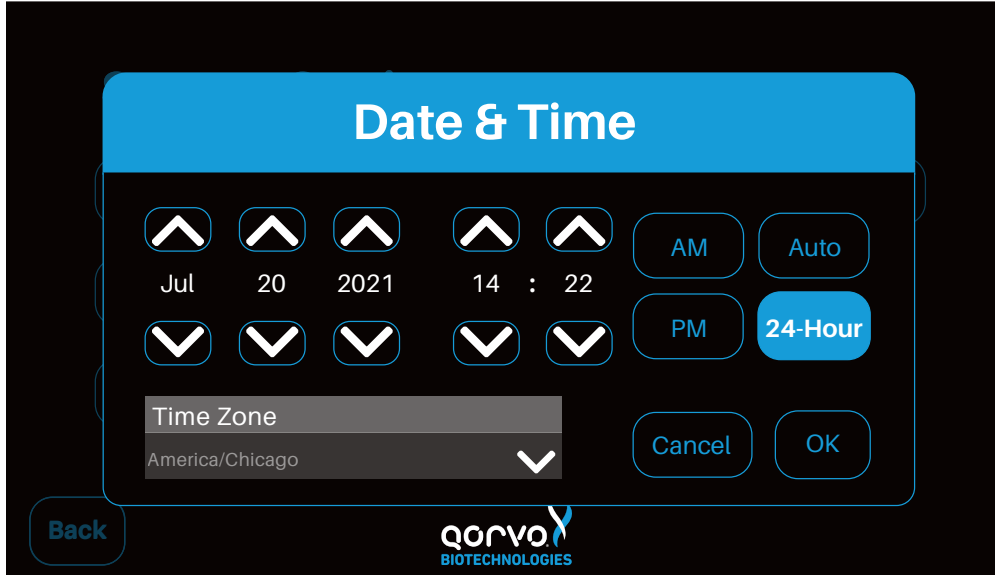 Date & Time
Jul 20 2021 14 : 22
AM Auto
PM 24-Hour
Time Zone
America/Chicago
Cancel OK
Back
QORVO
BIOTECHNOLOGIES